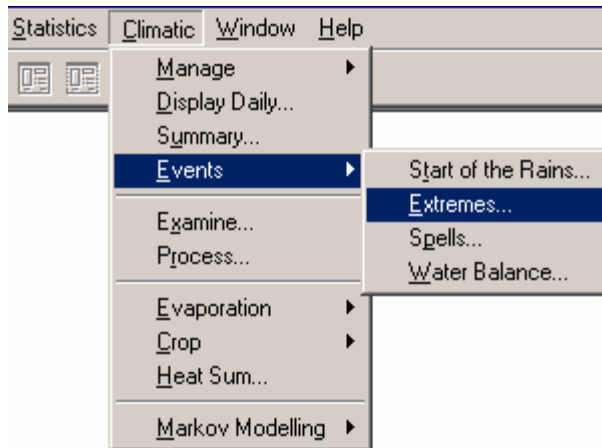 Statistics Climatic Window Help
Manage
Display Daily...
Summary...
Events
Examine...
Process...
Evaporation
Crop
Heat Sum...
Markov Modelling
Start of the Rains...
Extremes...
Spells...
Water Balance...